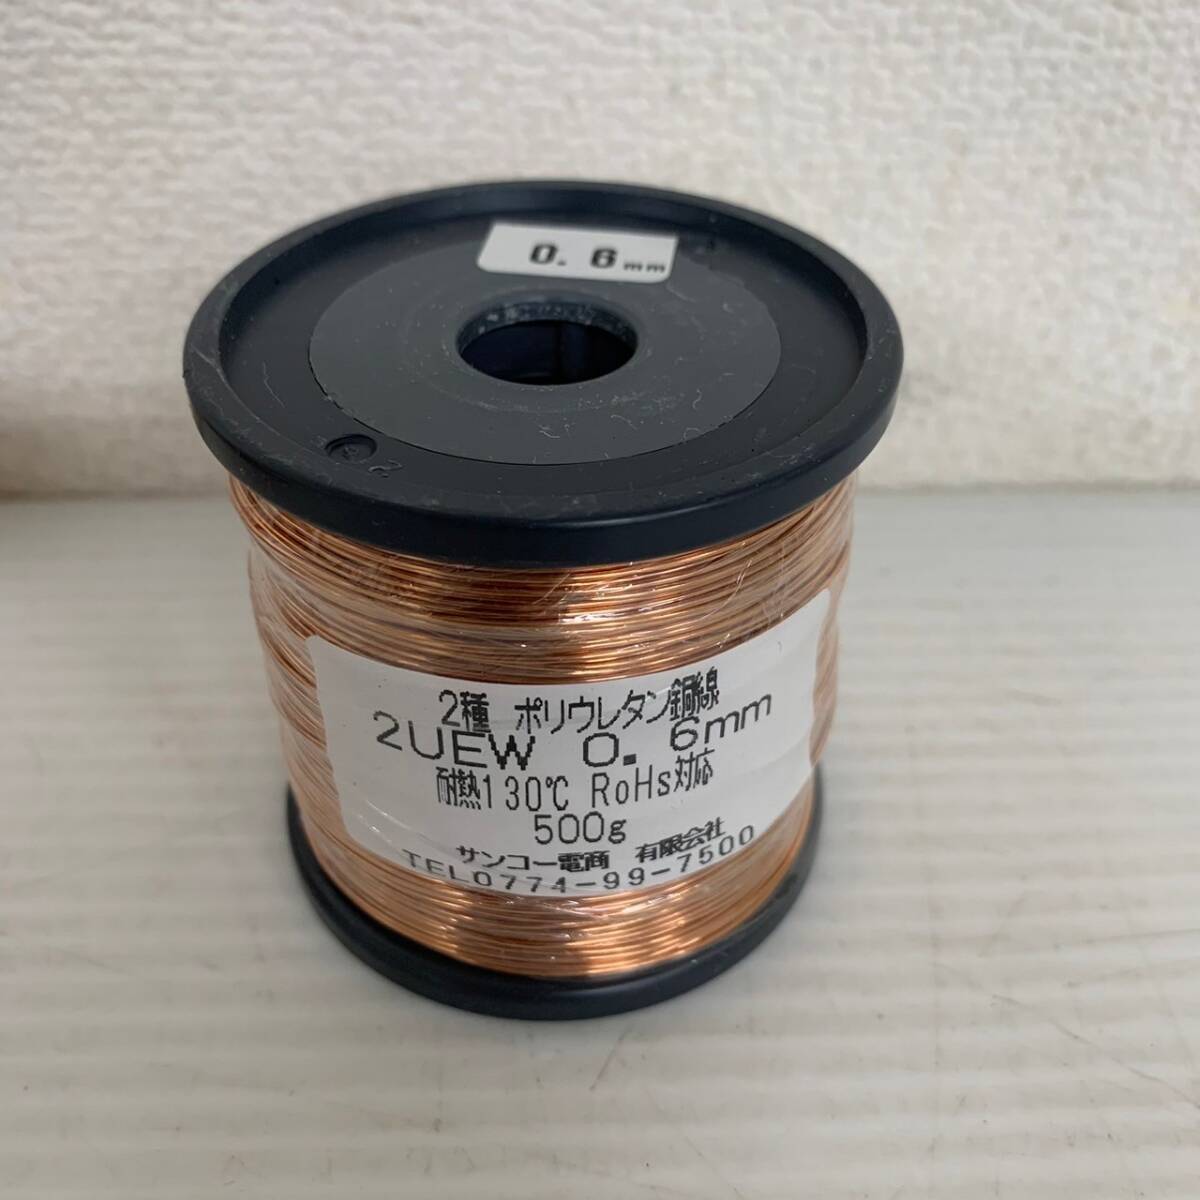 0.6mm
2種 ポリウレタン銅線
2UEW 0.6mm
耐熱130℃ RoHs対応
500g
サンコー電商 有限会社
TEL0774-99-7500